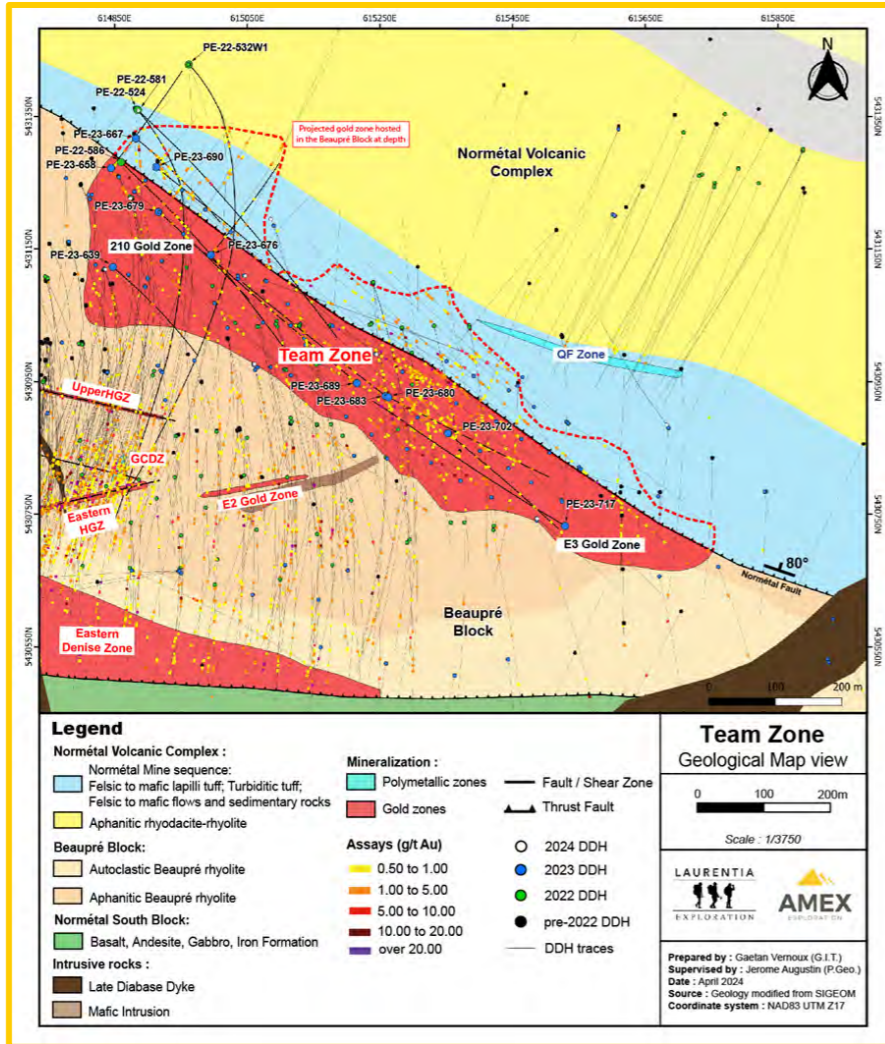 614850E 615050E 615250E 615450E 615650E 615850E
PE-22-532W1
N
PE-22-581
PE-22-524
5431350N
5431350N
PE-23-667
Projected gold zone hosted
in the Beaupré Block at depth
PE-22-586
PE-23-658
PE-23-690
Normétal Volcanic
Complex
PE-23-679
210 Gold Zone
PE-23-676
5431150N
5431150N
PE-23-639
Team Zone
QF Zone
5430950N
5430950N
PE-23-689
PE-23-680
PE-23-683
UpperHGZ
PE-23-702
GCDZ
E2 Gold Zone
Eastern
HGZ
5430750N
5430750N
PE-23-717
E3 Gold Zone
80°
Normétal Fault
Beaupré
Block
Eastern
Denise Zone
5430550N
5430550N
0 100 200 m
Legend
Normétal Volcanic Complex :
Normétal Mine sequence:
Felsic to mafic lapilli tuff; Turbiditic tuff;
Felsic to mafic flows and sedimentary rocks
Aphanitic rhyodacite-rhyolite
Beaupré Block:
Autoclastic Beaupré rhyolite
Aphanitic Beaupré rhyolite
Normétal South Block:
Basalt, Andesite, Gabbro, Iron Formation
Intrusive rocks :
Late Diabase Dyke
Mafic Intrusion
Mineralization :
Polymetallic zones
Gold zones
Assays (g/t Au)
0.50 to 1.00
1.00 to 5.00
5.00 to 10.00
10.00 to 20.00
over 20.00
Fault / Shear Zone
Thrust Fault
2024 DDH
2023 DDH
2022 DDH
pre-2022 DDH
DDH traces
Team Zone
Geological Map view
0 100 200m
Scale : 1/3750
LAURENTIA
EXPLORATION
AMEX
EXPLORATION
Prepared by : Gaetan Vernoux (G.I.T.)
Supervised by : Jerome Augustin (P.Geo.)
Date : April 2024
Source : Geology modified from SIGEOM
Coordinate system : NAD83 UTM Z17